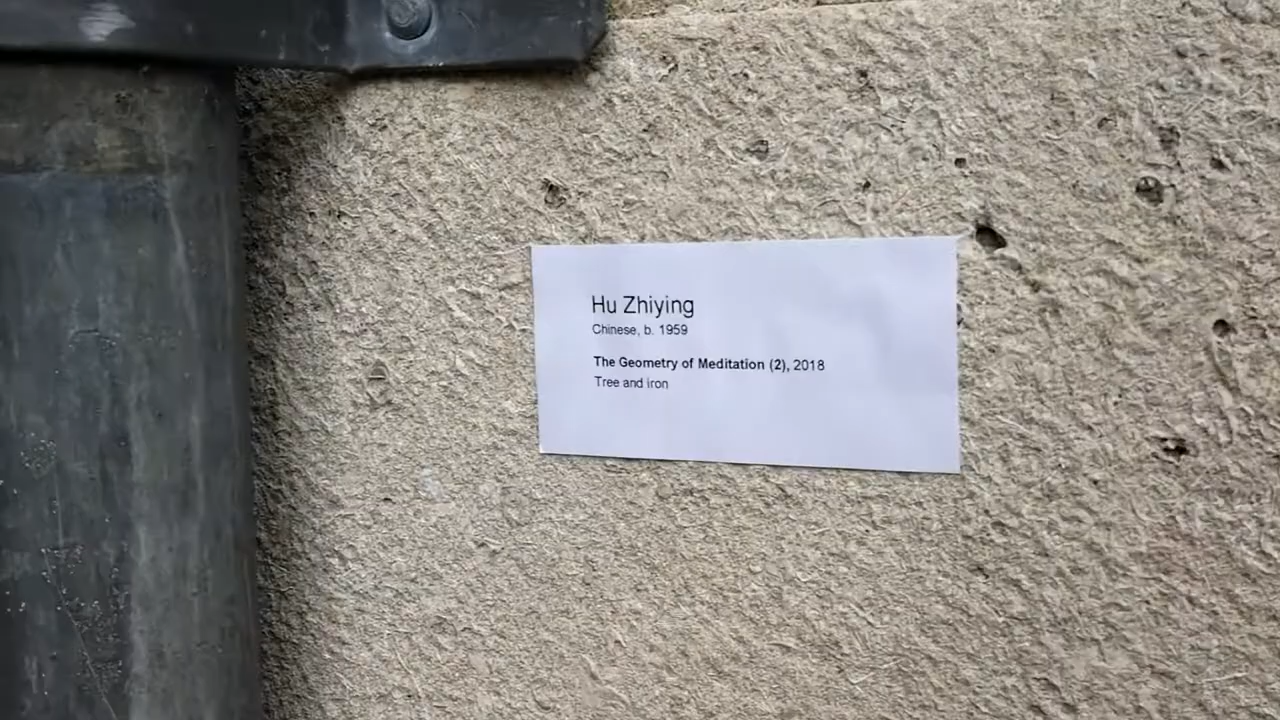 Hu Zhiying
Chinese, b. 1959
The Geometry of Meditation (2), 2018
Tree and iron